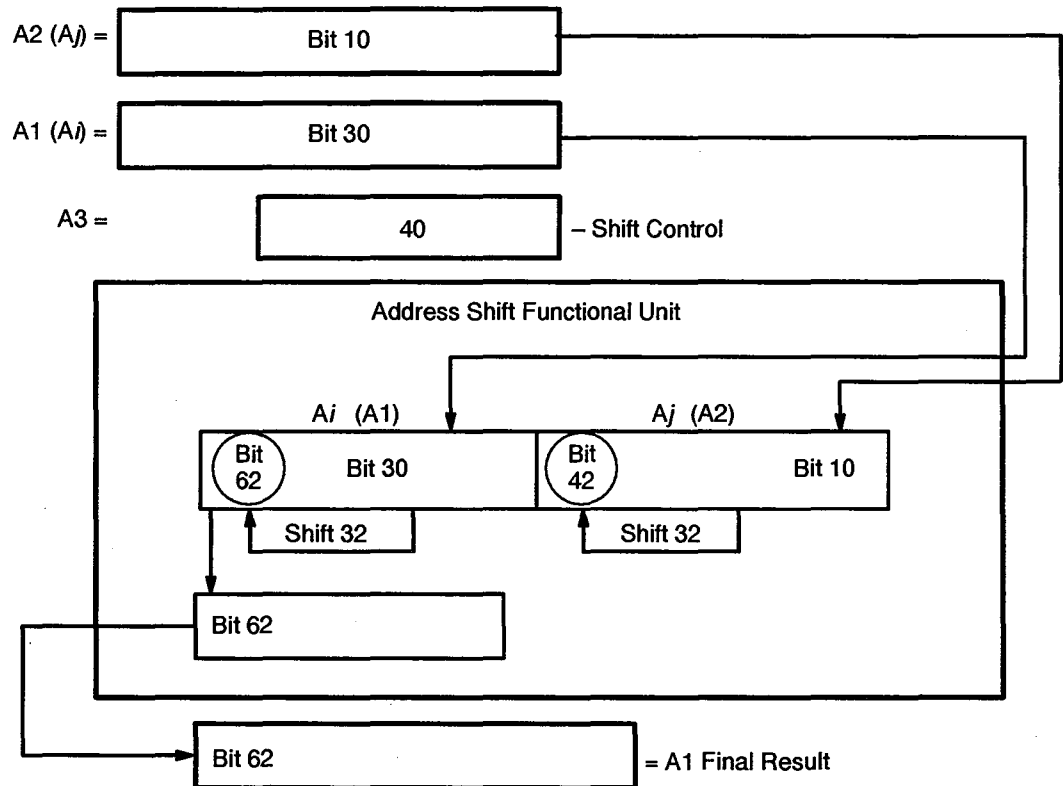 A2 (Aj) = Bit 10
A1 (Ai) = Bit 30
A3 = 40 – Shift Control
Address Shift Functional Unit
Ai (A1) Aj (A2)
Bit 62 Bit 30 Bit 42 Bit 10
Shift 32 Shift 32
Bit 62
Bit 62 = A1 Final Result